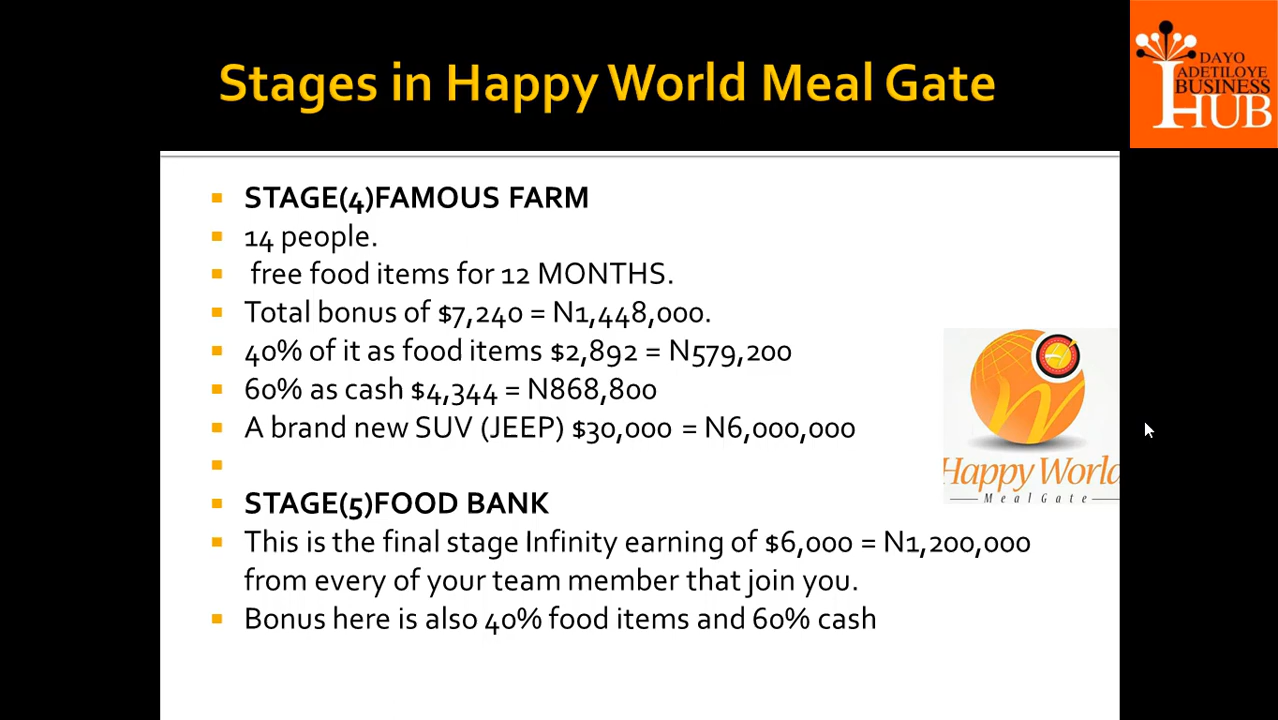 Stages in Happy World Meal Gate
DAYO
ADETILOYE
BUSINESS
HUB
STAGE(4)FAMOUS FARM
14 people.
free food items for 12 MONTHS.
Total bonus of $7,240 = N1,448,000.
40% of it as food items $2,892 = N579,200
60% as cash $4,344 = N868,800
A brand new SUV (JEEP) $30,000 = N6,000,000
STAGE(5)FOOD BANK
This is the final stage Infinity earning of $6,000 = N1,200,000
from every of your team member that join you.
Bonus here is also 40% food items and 60% cash
Happy World
Meal Gate